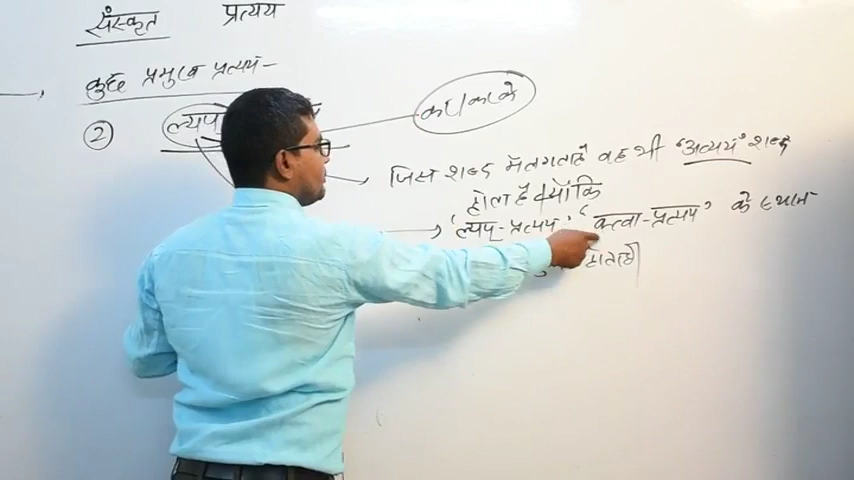 संस्कृत प्रत्यय
कुछ प्रमुख प्रत्यय -
② ल्यप
कर/करके
जिस शब्द में लगता है वह भी 'अव्यय' शब्द
होता है क्योंकि
'ल्यप्-प्रत्यय' 'क्त्वा-प्रत्यय' के स्थान
होता है|